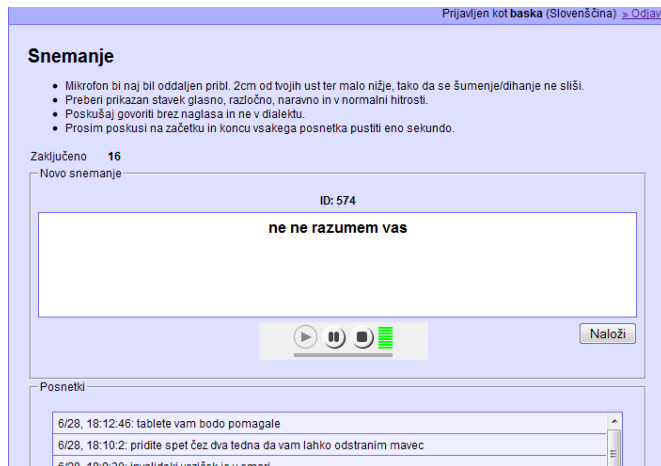 Prijavljen kot baska (Slovenščina) » Odjav
Snemanje
Mikrofon bi naj bil oddaljen pribl. 2cm od tvojih ust ter malo nižje, tako da se šumenje/dihanje ne sliši.
Preberi prikazan stavek glasno, razločno, naravno in v normalni hitrosti.
Poskušaj govoriti brez naglasa in ne v dialektu.
Prosim poskusi na začetku in koncu vsakega posnetka pustiti eno sekundo.
Zaključeno 16
Novo snemanje
ID: 574
ne ne razumem vas
Naloži
Posnetki
6/28, 18:12:46: tablete vam bodo pomagale
6/28, 18:10:2: pridite spet čez dva tedna da vam lahko odstranim mavec